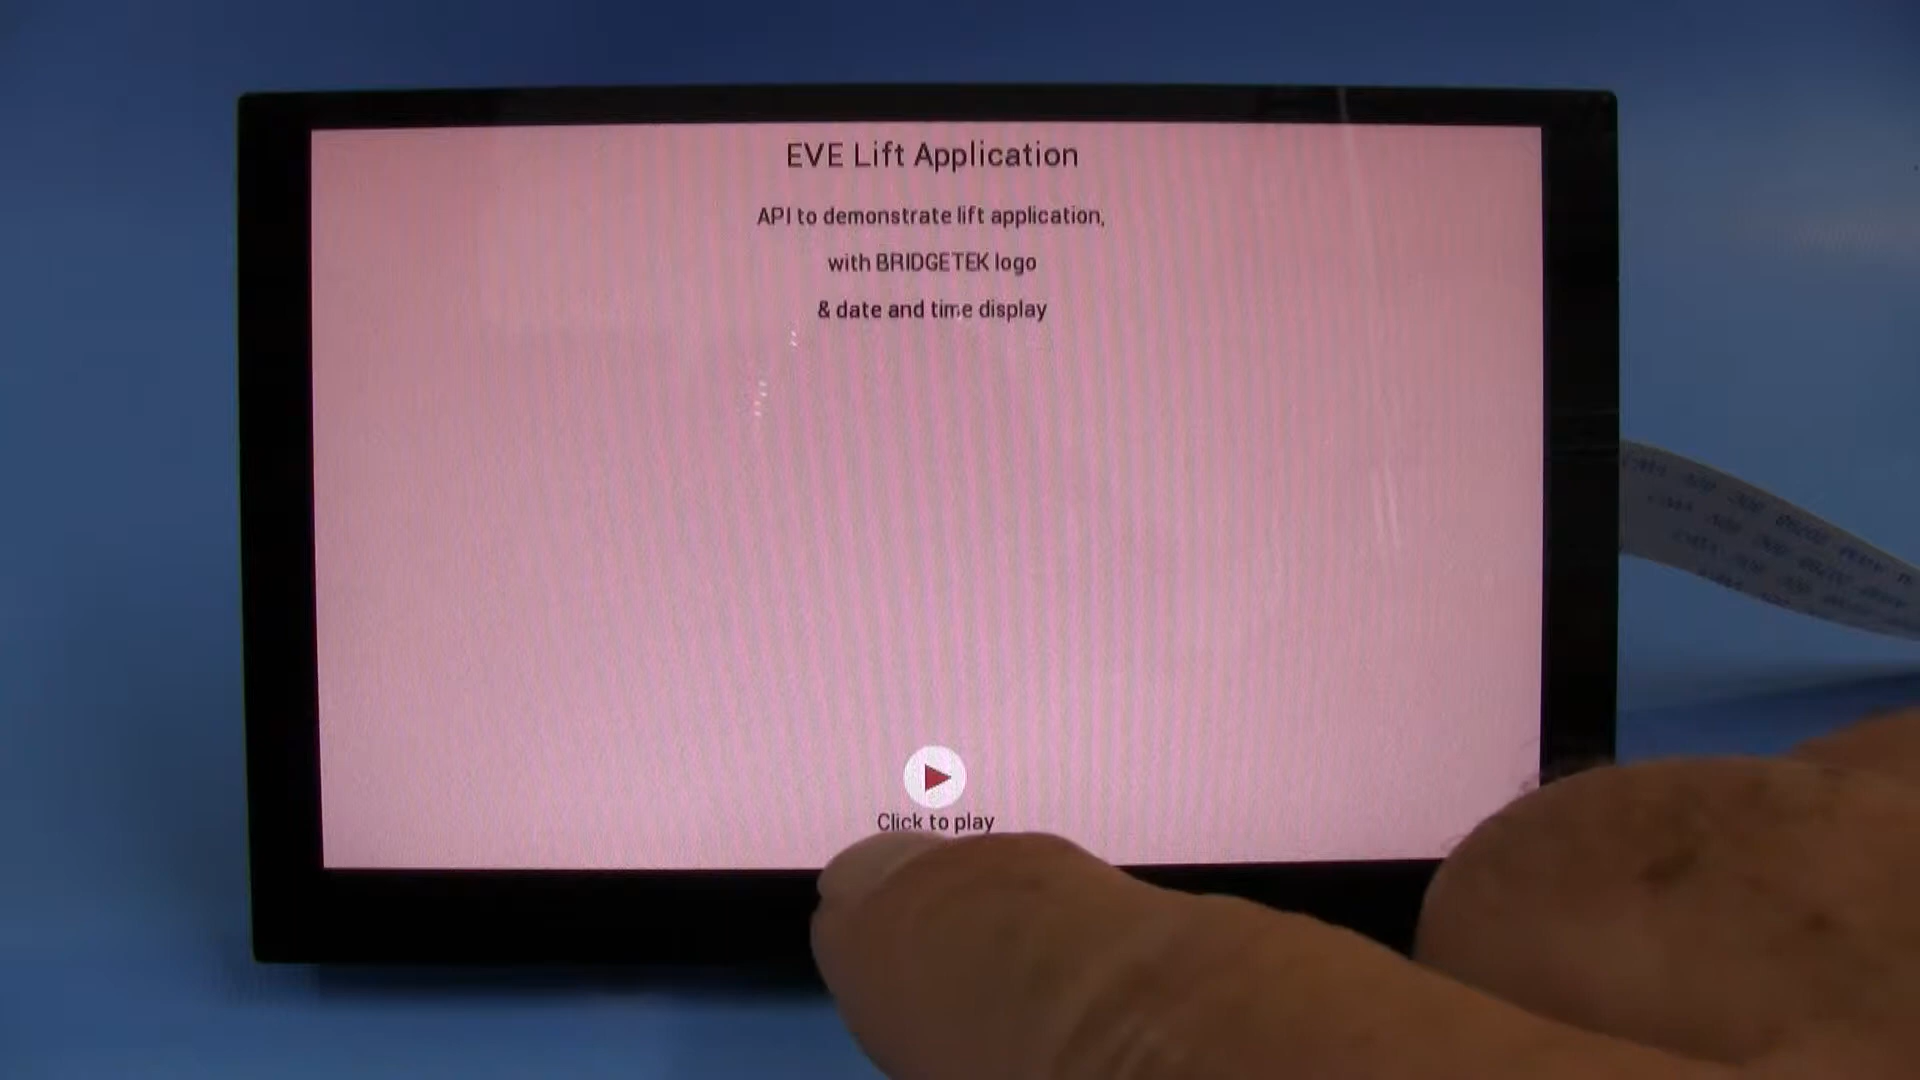 EVE Lift Application
API to demonstrate lift application,
with BRIDGETEK logo
& date and time display
Click to play